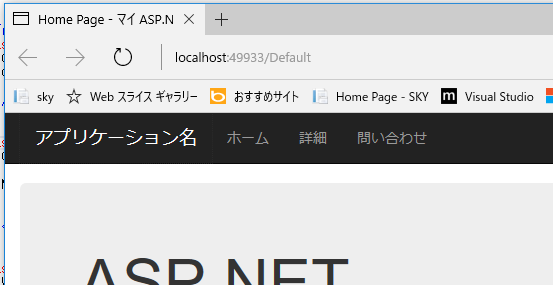 Home Page - マイ ASP.N
localhost:49933/Default
sky Web スライス ギャラリー おすすめサイト Home Page - SKY m Visual Studio
アプリケーション名 ホーム 詳細 問い合わせ
ASP.NET